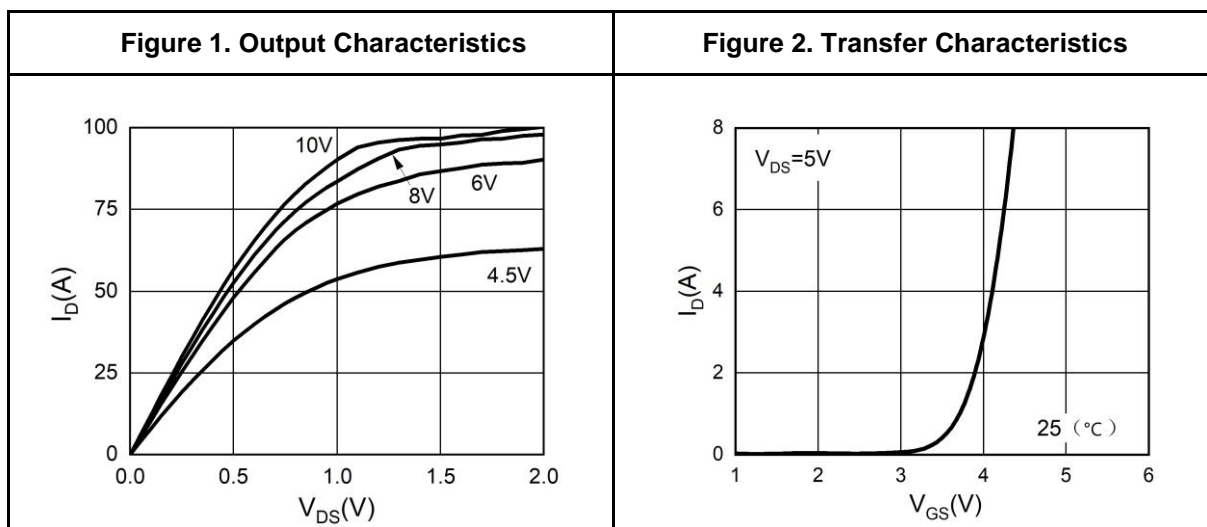 Figure 1. Output Characteristics
100
75
50
25
0
I_D(A)
10V
8V
6V
4.5V
0.0 0.5 1.0 1.5 2.0
V_DS(V)
Figure 2. Transfer Characteristics
8
6
4
2
0
I_D(A)
V_DS=5V
25（℃）
1 2 3 4 5 6
V_GS(V)